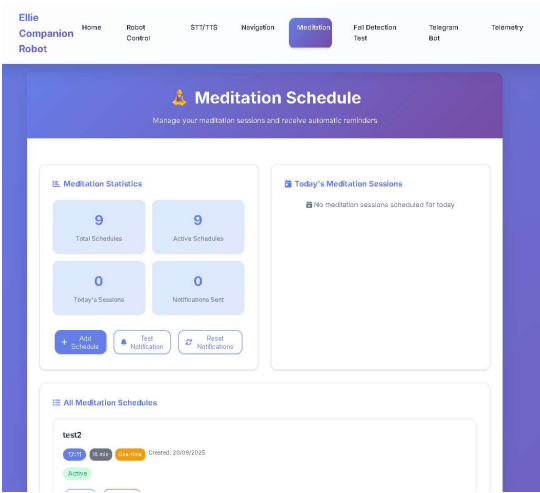 Ellie
Companion
Robot
Home
Robot
Control
STT/TTS
Navigation
Meditation
Fall Detection
Test
Telegram
Bot
Telemetry
Meditation Schedule
Manage your meditation sessions and receive automatic reminders
Meditation Statistics
9
Total Schedules
9
Active Schedules
0
Today's Sessions
0
Notifications Sent
Add
Schedule
Test
Notification
Reset
Notifications
Today's Meditation Sessions
No meditation sessions scheduled for today
All Meditation Schedules
test2
12:11 16 min One-time Created: 20/09/2025
Active